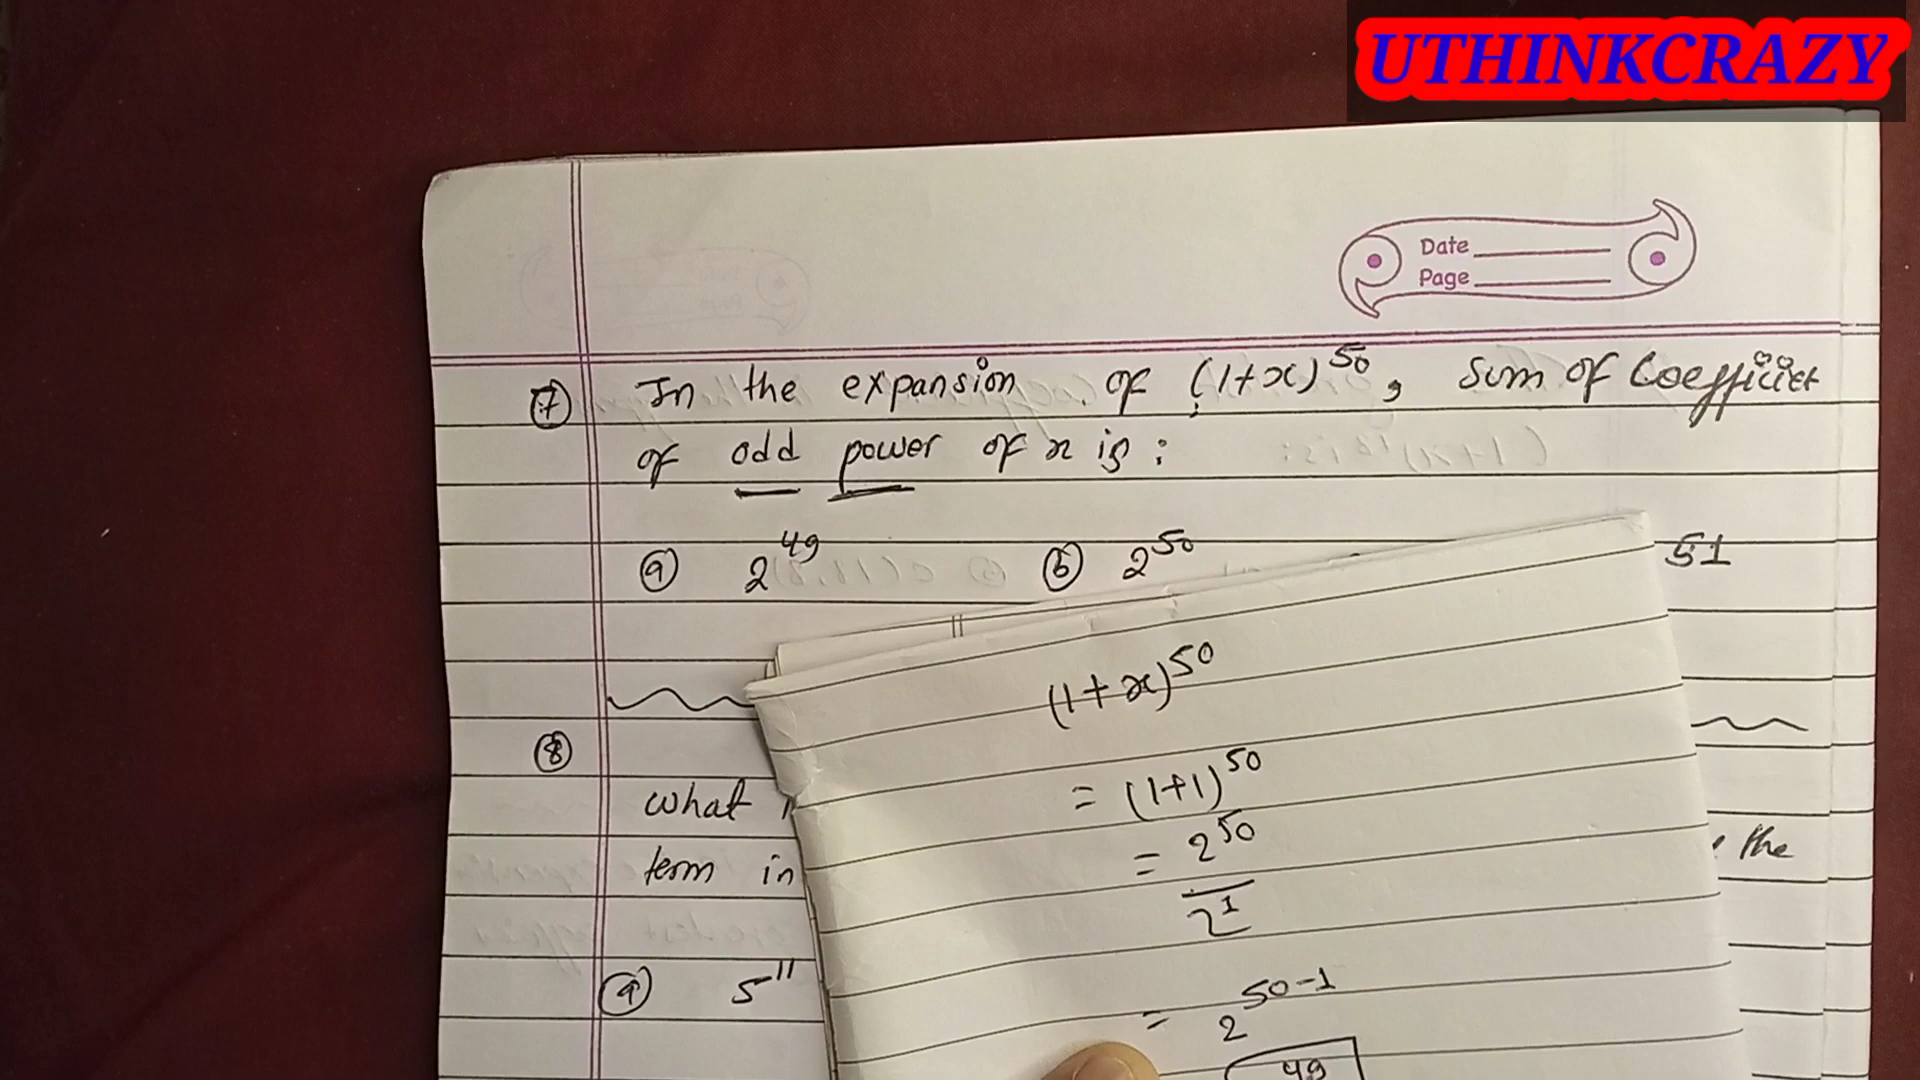 UTHINKCRAZY
Date
Page
⑦ In the expansion of (1+x)^50, sum of Coefficiet
of odd power of x is:
ⓐ 2^49 ⓑ 2^50 51
(1+x)^50
= (1+1)^50
= 2^50
2^1
= 2^50-1
49
⑧
what
term in the
ⓐ 5^11